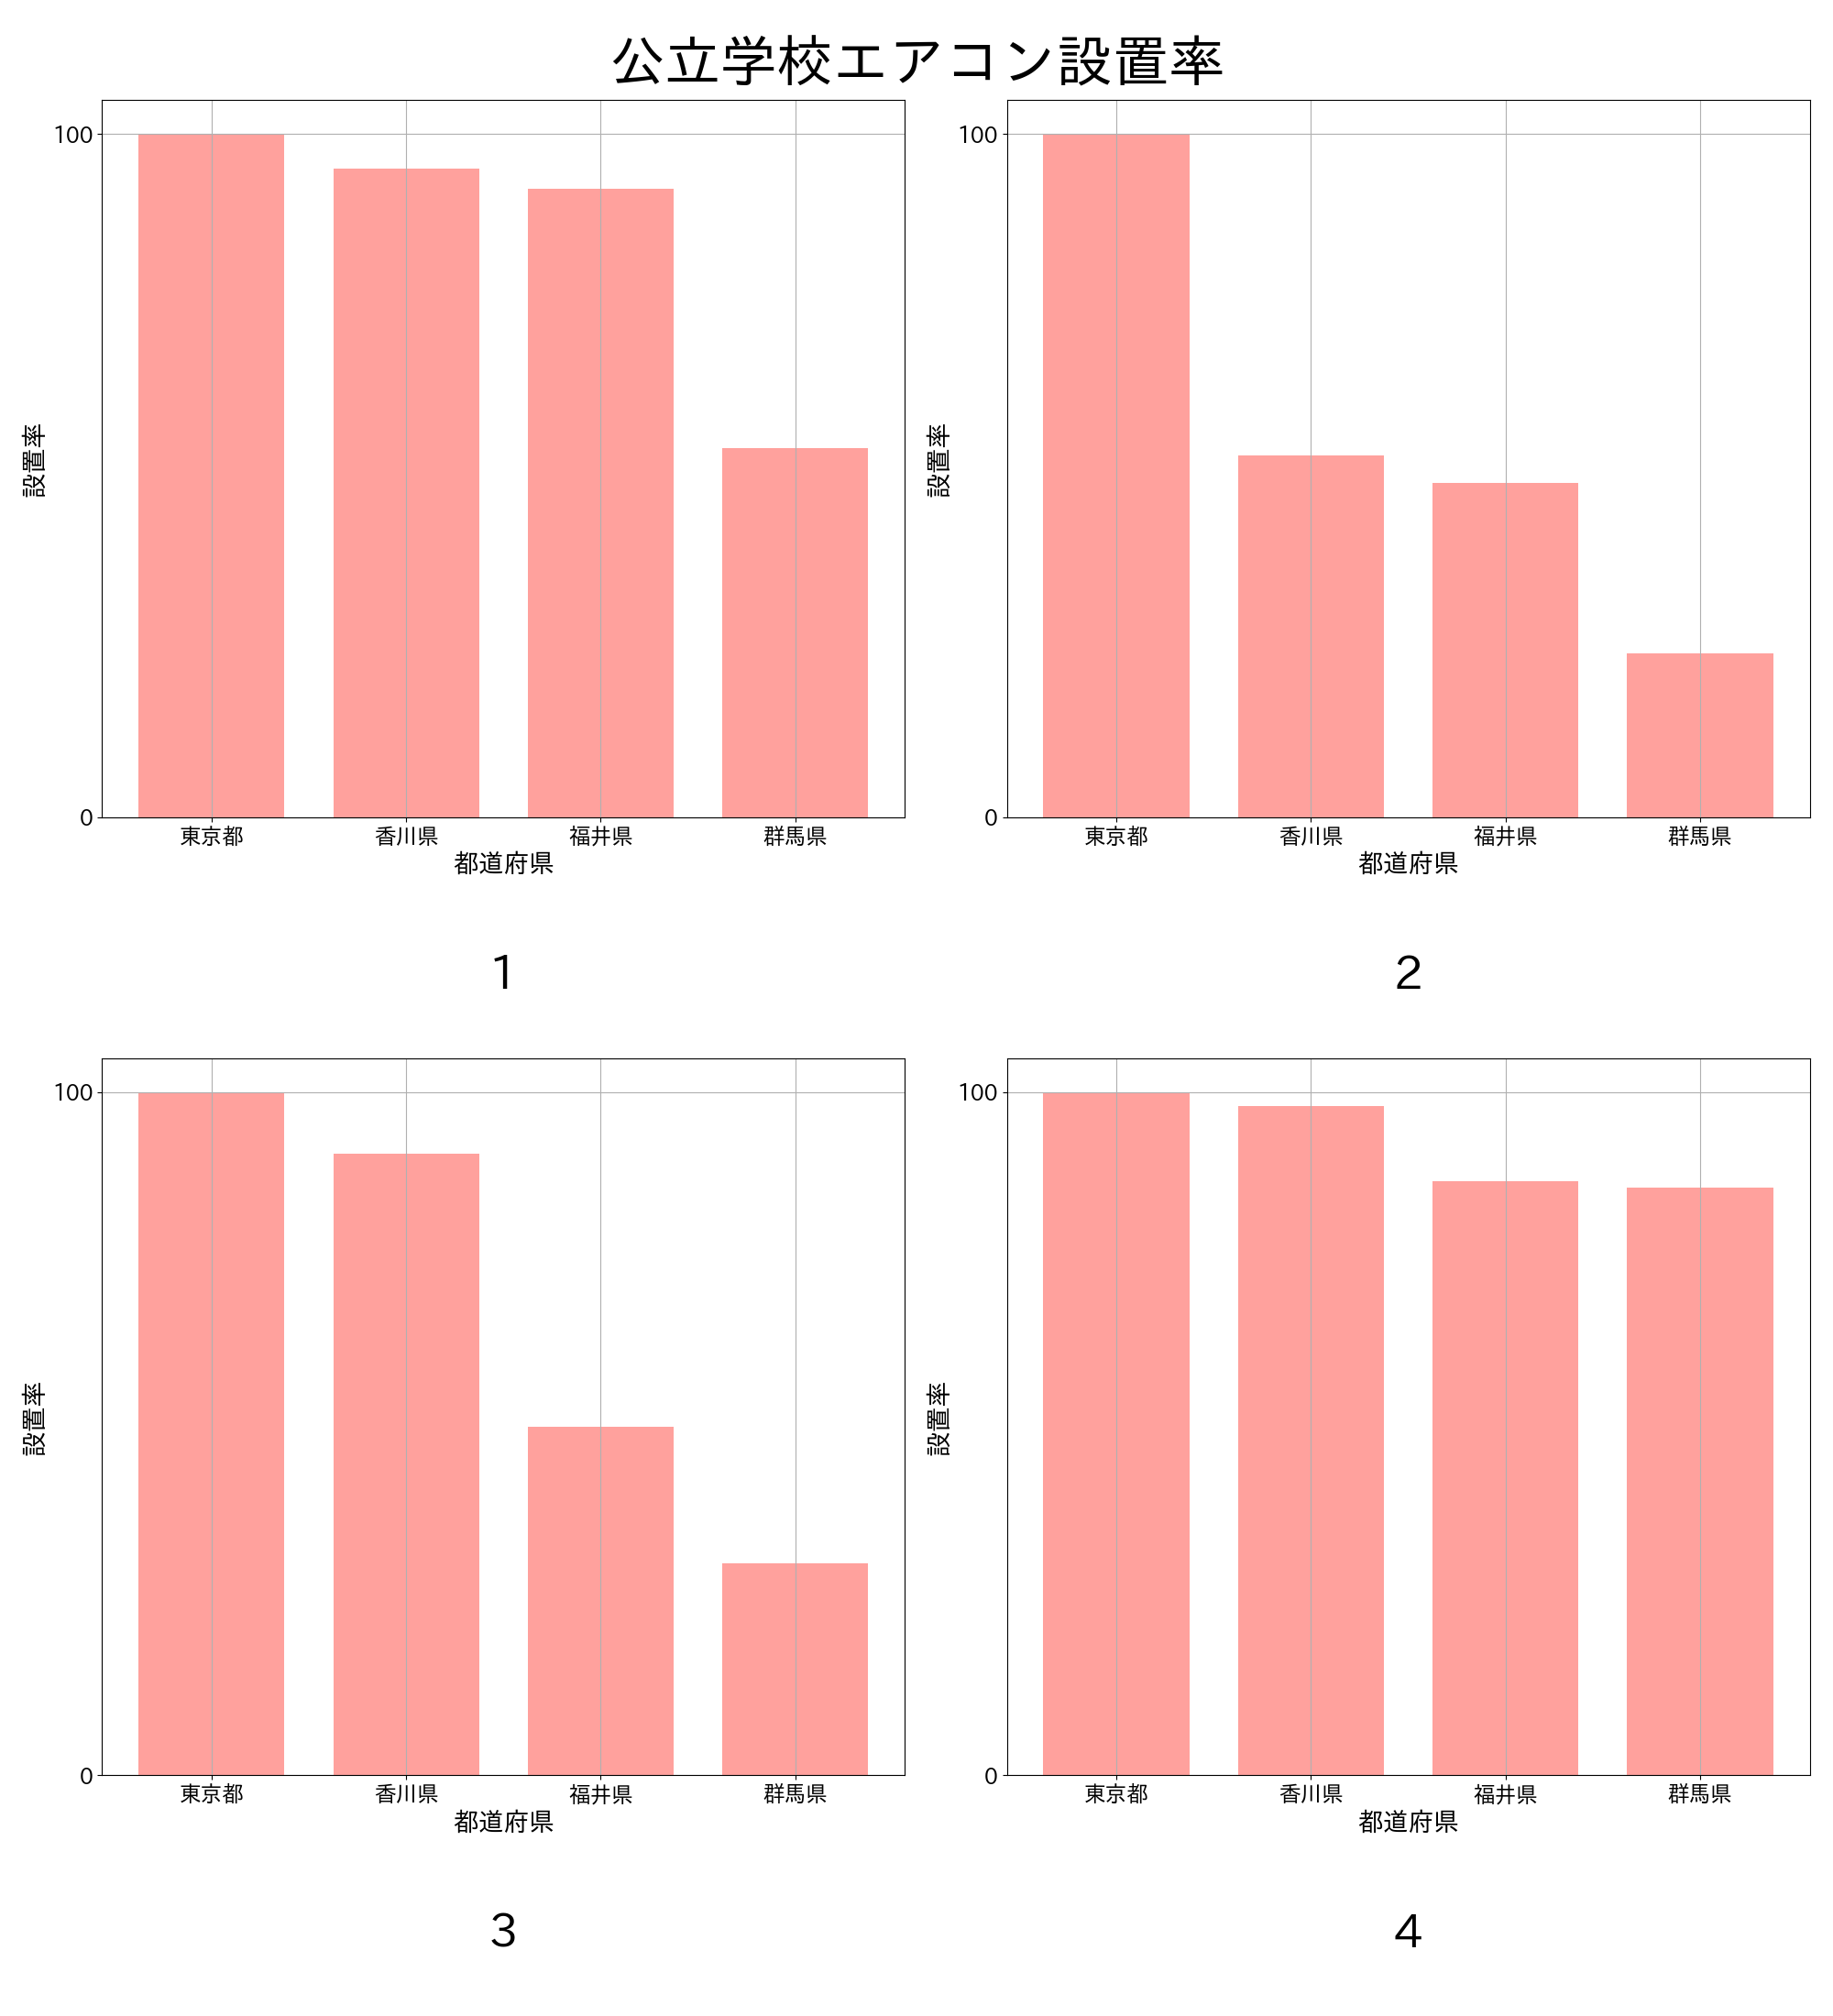 公立学校エアコン設置率
100
0
設置率
東京都 香川県 福井県 群馬県
都道府県
1
100
0
設置率
東京都 香川県 福井県 群馬県
都道府県
2
100
0
設置率
東京都 香川県 福井県 群馬県
都道府県
3
100
0
設置率
東京都 香川県 福井県 群馬県
都道府県
4